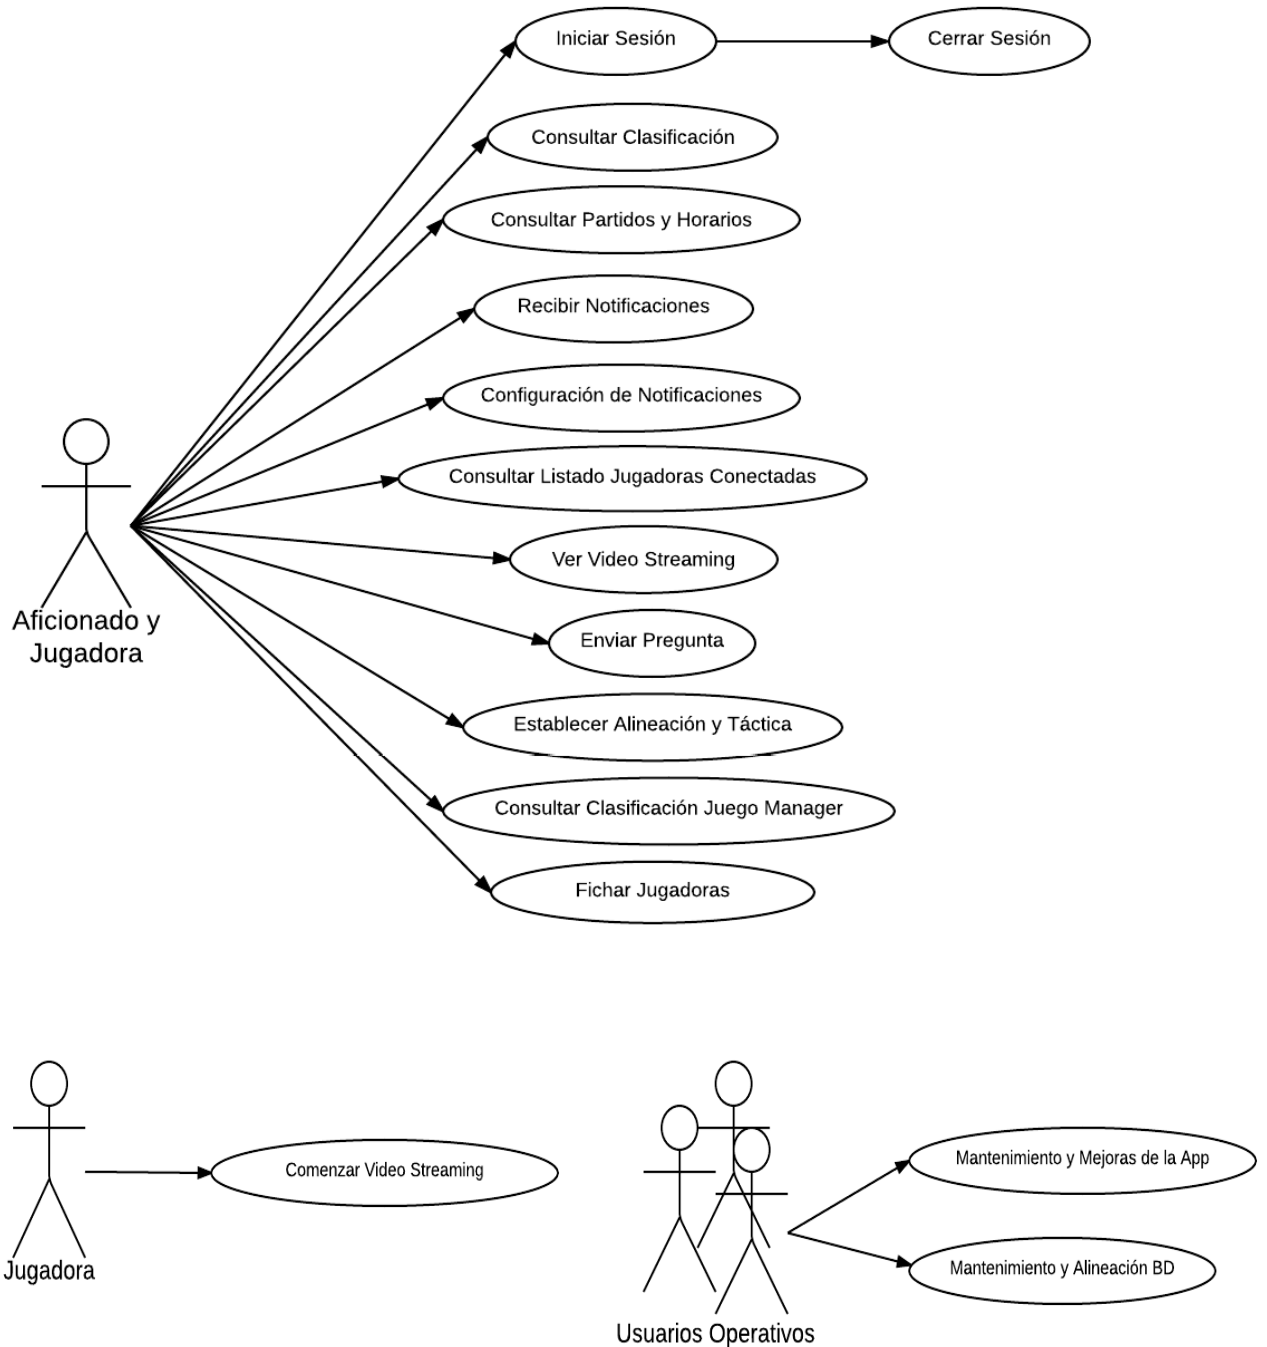 Iniciar Sesión
Cerrar Sesión
Consultar Clasificación
Consultar Partidos y Horarios
Recibir Notificaciones
Configuración de Notificaciones
Consultar Listado Jugadoras Conectadas
Ver Video Streaming
Enviar Pregunta
Aficionado y
Jugadora
Establecer Alineación y Táctica
Consultar Clasificación Juego Manager
Fichar Jugadoras
Comenzar Video Streaming
Jugadora
Mantenimiento y Mejoras de la App
Mantenimiento y Alineación BD
Usuarios Operativos